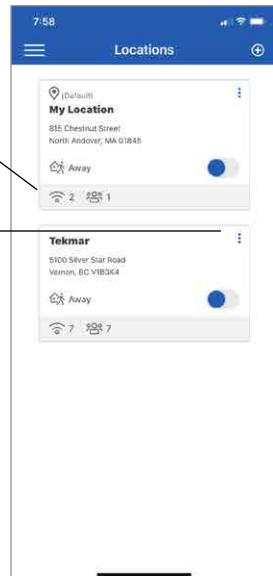 7:58
Locations
(Default)
My Location
815 Chestnut Street
North Andover, MA 01845
Away
2 1
Tekmar
5100 Silver Star Road
Vernon, BC V1B3K4
Away
7 7